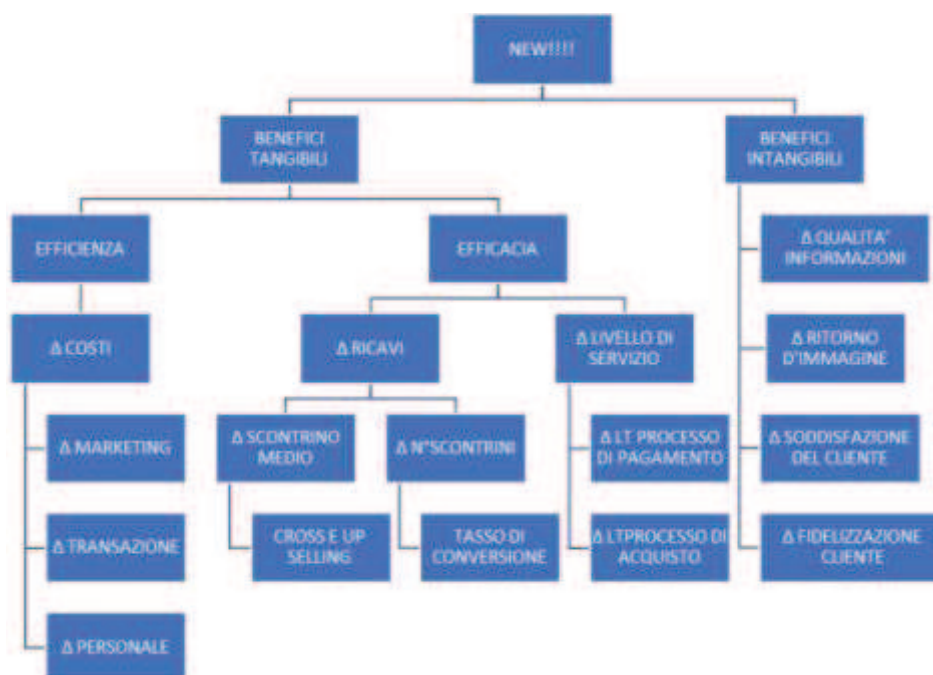 NEW!!!!
BENEFICI
TANGIBILI
BENEFICI
INTANGIBILI
EFFICIENZA
EFFICACIA
Δ QUALITA'
INFORMAZIONI
Δ COSTI
Δ RICAVI
Δ LIVELLO DI
SERVIZIO
Δ RITORNO
D'IMMAGINE
Δ MARKETING
Δ SCONTRINO
MEDIO
Δ N°SCONTRINI
Δ LT PROCESSO
DI PAGAMENTO
Δ SODDISFAZIONE
DEL CLIENTE
Δ TRANSAZIONE
CROSS E UP
SELLING
TASSO DI
CONVERSIONE
Δ LTPROCESSO DI
ACQUISTO
Δ FIDELIZZAZIONE
CLIENTE
Δ PERSONALE